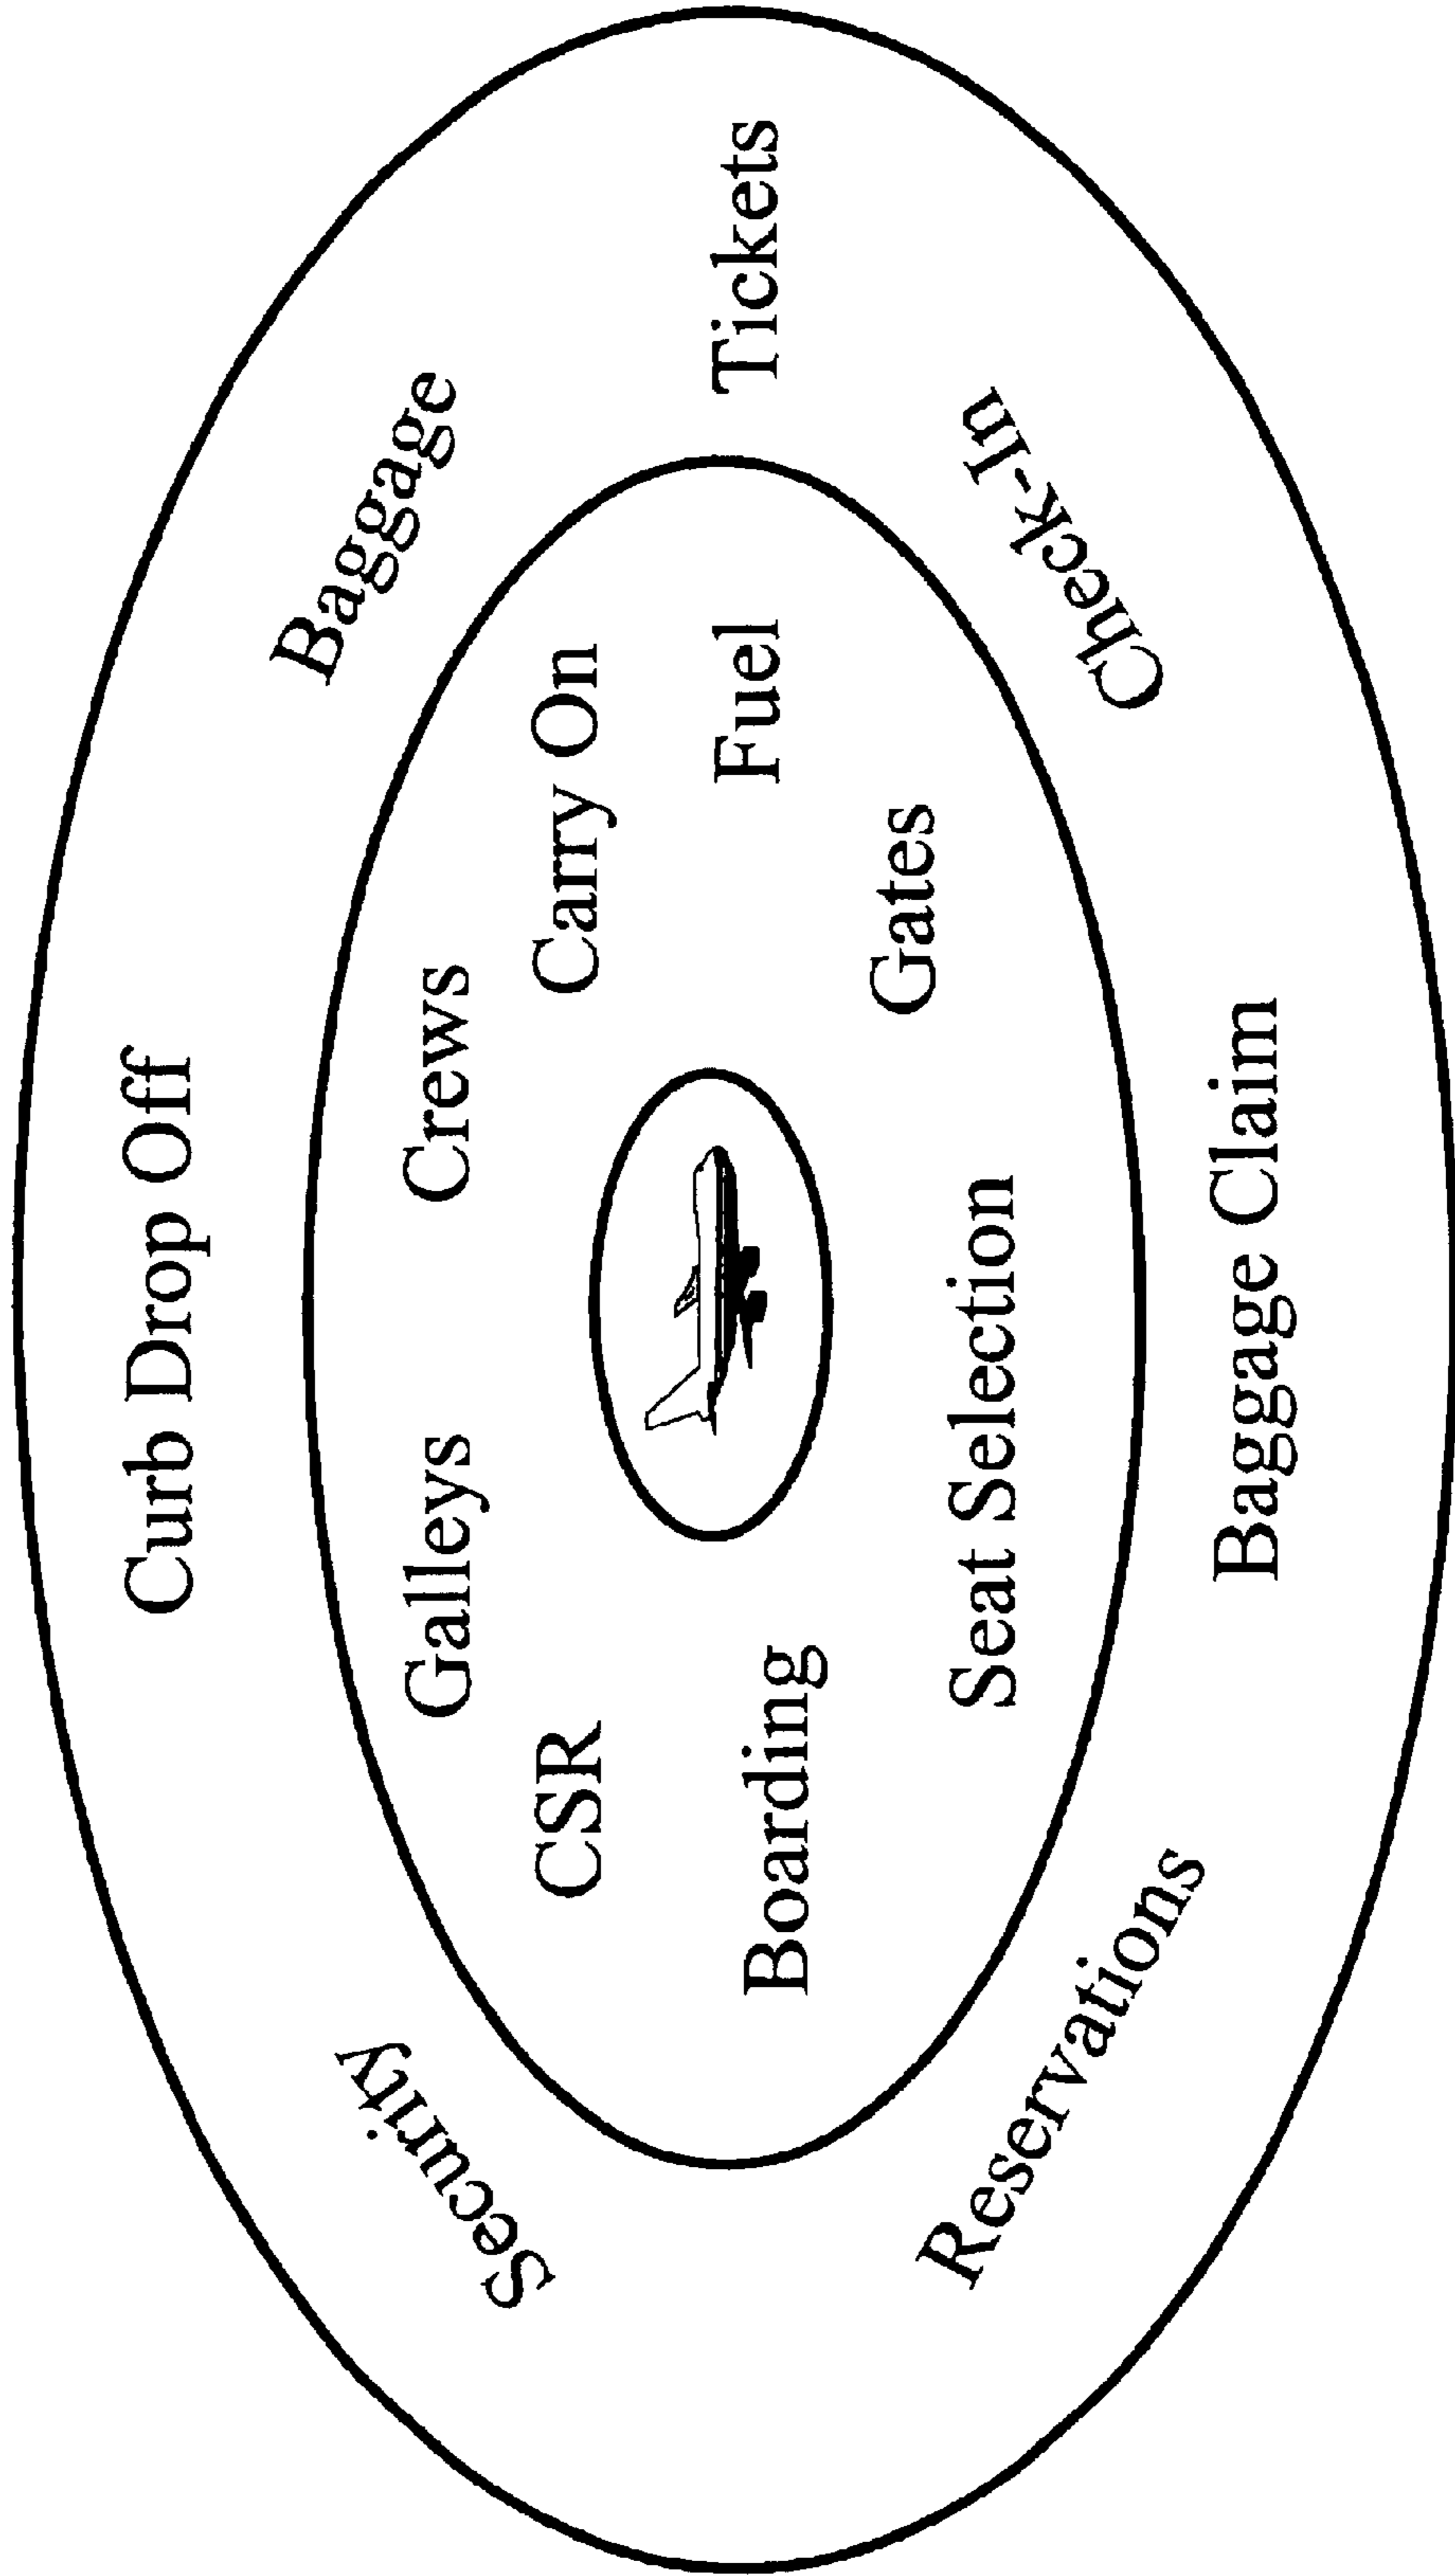 Curb Drop Off
Security
Baggage
Galleys
Crews
CSR
Carry On
Boarding
Fuel
Tickets
Gates
Seat Selection
Check-In
Reservations
Baggage Claim